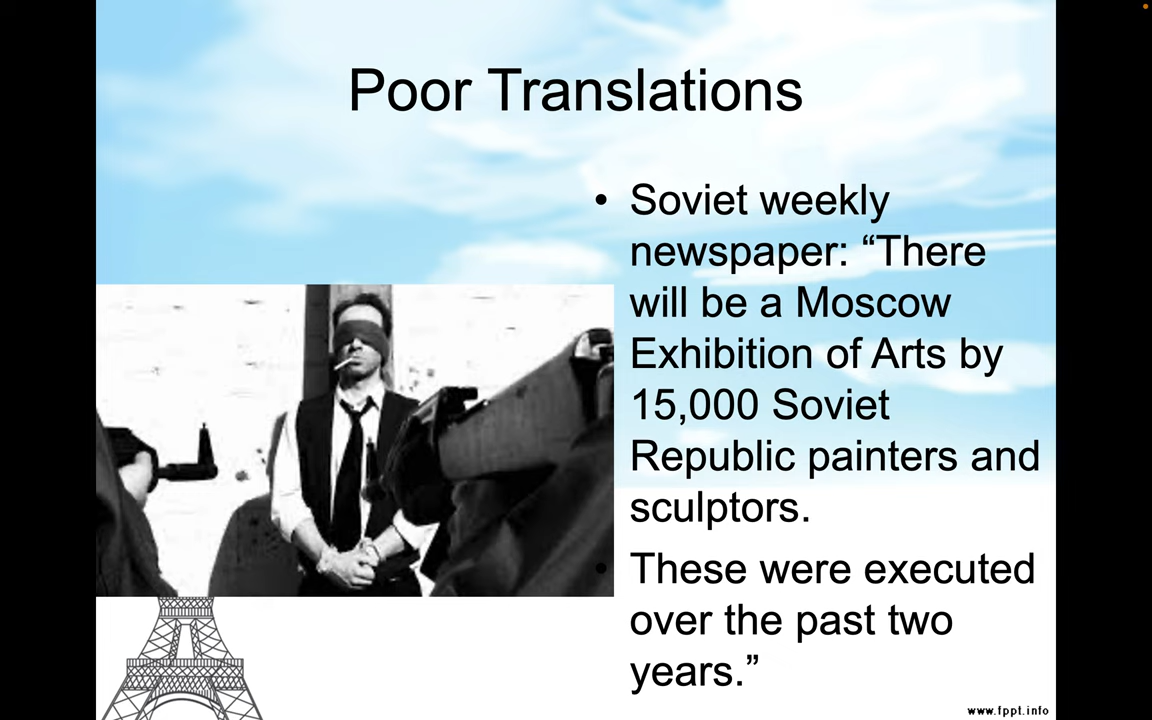 Poor Translations
• Soviet weekly
newspaper: “There
will be a Moscow
Exhibition of Arts by
15,000 Soviet
Republic painters and
sculptors.
• These were executed
over the past two
years.”
www.fppt.info